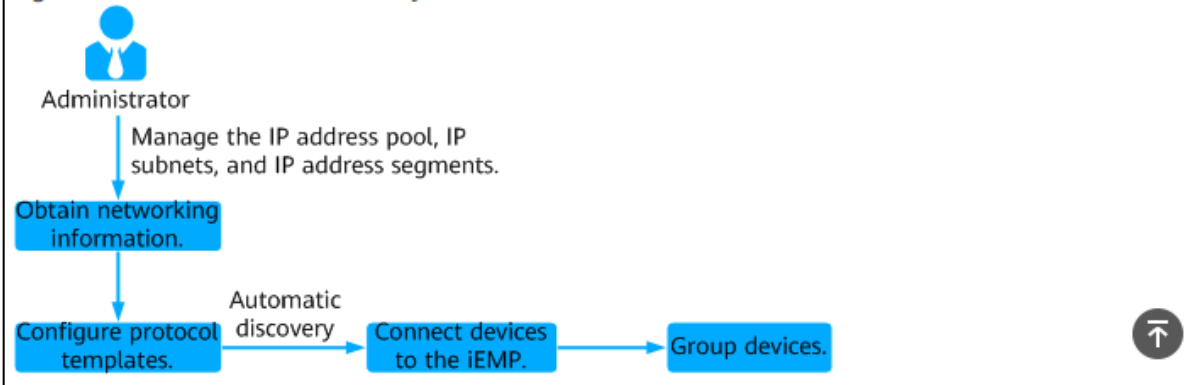 Administrator
Manage the IP address pool, IP
subnets, and IP address segments.
Obtain networking
information.
Automatic
discovery
Configure protocol
templates.
Connect devices
to the iEMP.
Group devices.